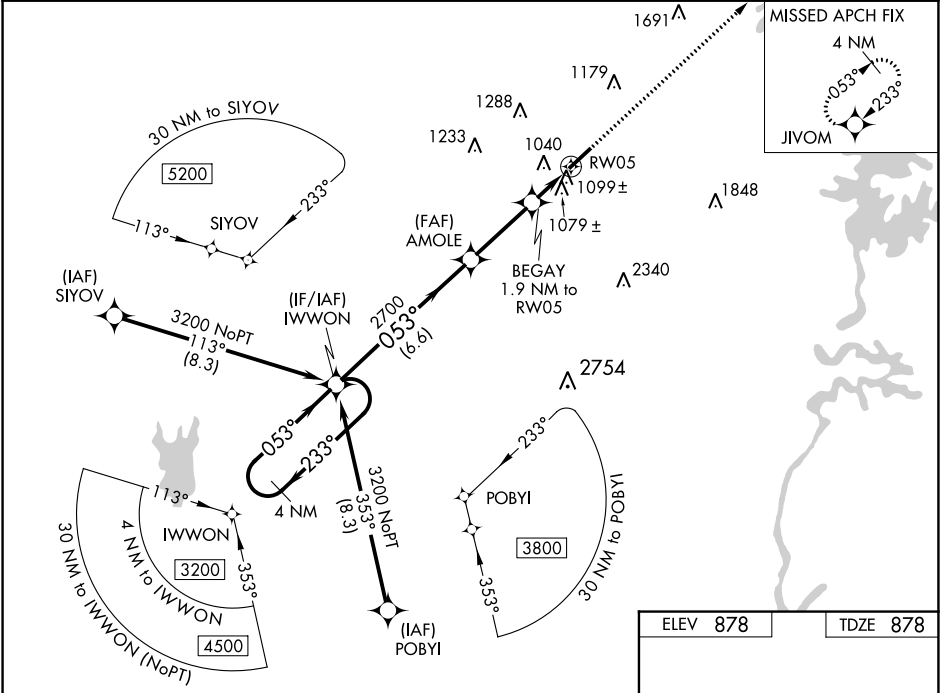 1691
MISSED APCH FIX
4 NM
053°
233°
JIVOM
30 NM to SIYOV
5200
113°
233°
SIYOV
1179
1288
1233
1040
RW05
1099 ±
1079 ±
1848
(FAF)
AMOLE
BEGAY
1.9 NM to
RW05
2340
(IAF)
SIYOV
(IF/IAF)
IWWON
3200 NoPT
113°
(8.3)
2700
053°
(6.6)
2754
053°
233°
4 NM
3200 NoPT
353°
(8.3)
(IAF)
POBYI
113°
IWWON
3200
353°
4 NM to IWWON
4500
30 NM to IWWON (NoPT)
233°
POBYI
3800
353°
30 NM to POBYI
ELEV 878
TDZE 878